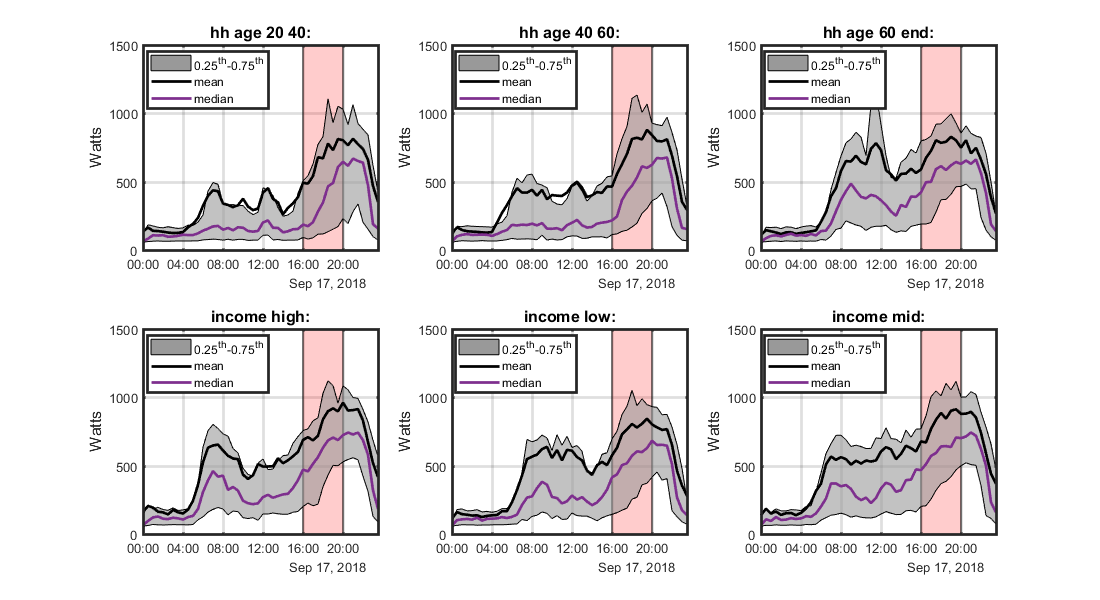 hh age 20 40:
1500
1000
500
0
Watts
0.25th-0.75th
mean
median
00:00 04:00 08:00 12:00 16:00 20:00
Sep 17, 2018
hh age 40 60:
1500
1000
500
0
Watts
0.25th-0.75th
mean
median
00:00 04:00 08:00 12:00 16:00 20:00
Sep 17, 2018
hh age 60 end:
1500
1000
500
0
Watts
0.25th-0.75th
mean
median
00:00 04:00 08:00 12:00 16:00 20:00
Sep 17, 2018
income high:
1500
1000
500
0
Watts
0.25th-0.75th
mean
median
00:00 04:00 08:00 12:00 16:00 20:00
Sep 17, 2018
income low:
1500
1000
500
0
Watts
0.25th-0.75th
mean
median
00:00 04:00 08:00 12:00 16:00 20:00
Sep 17, 2018
income mid:
1500
1000
500
0
Watts
0.25th-0.75th
mean
median
00:00 04:00 08:00 12:00 16:00 20:00
Sep 17, 2018